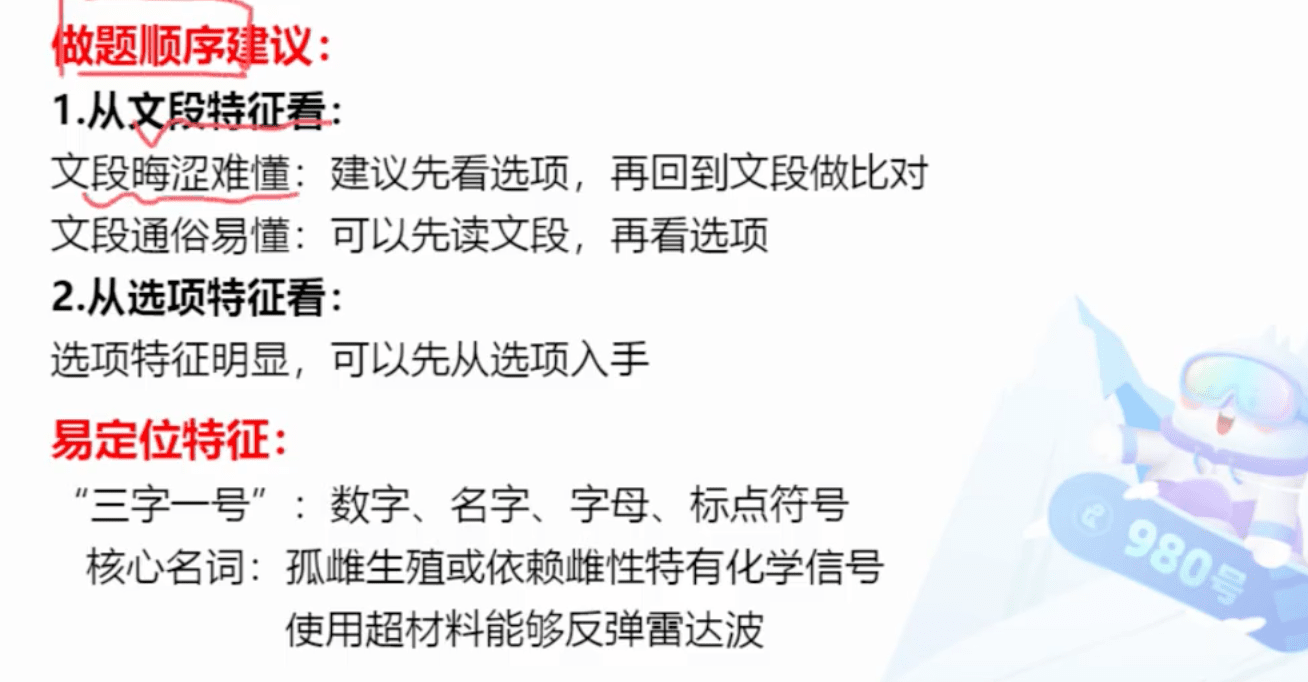 做题顺序建议：
1.从文段特征看：
文段晦涩难懂：建议先看选项，再回到文段做比对
文段通俗易懂：可以先读文段，再看选项
2.从选项特征看：
选项特征明显，可以先从选项入手
易定位特征：
“三字一号”：数字、名字、字母、标点符号
核心名词：孤雌生殖或依赖雌性特有化学信号
使用超材料能够反弹雷达波
980号